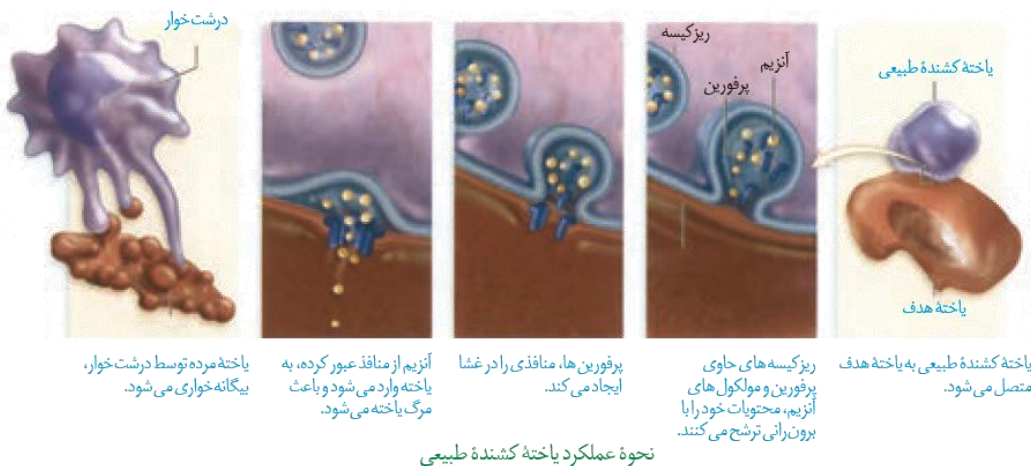 یاختهٔ کشندهٔ طبیعی
یاختهٔ هدف
ریزکیسه
آنزیم
پرفورین
درشت‌خوار
یاختهٔ کشندهٔ طبیعی به یاختهٔ هدف
متصل می‌شود.
ریزکیسه‌های حاوی
پرفورین و مولکول‌های
آنزیم، محتویات خود را با
برون‌رانی ترشح می‌کنند.
پرفورین ها، منافذی را در غشا
ایجاد می‌کند.
آنزیم از منافذ عبور کرده، به
یاخته وارد می‌شود و باعث
مرگ یاخته می‌شود.
یاختهٔ مرده توسط درشت‌خوار،
بیگانه‌خواری می‌شود.
نحوهٔ عملکرد یاختهٔ کشندهٔ طبیعی